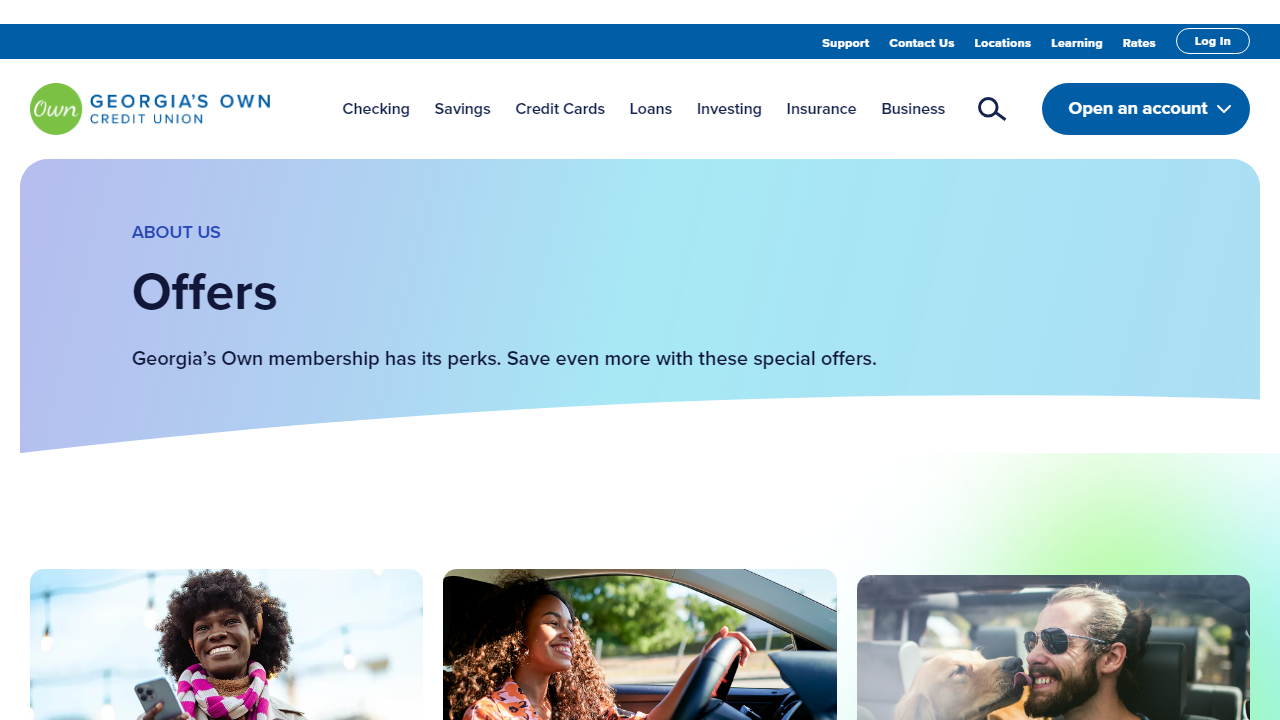 Support Contact Us Locations Learning Rates Log In
Own GEORGIA'S OWN
CREDIT UNION
Checking Savings Credit Cards Loans Investing Insurance Business Open an account
ABOUT US
Offers
Georgia’s Own membership has its perks. Save even more with these special offers.